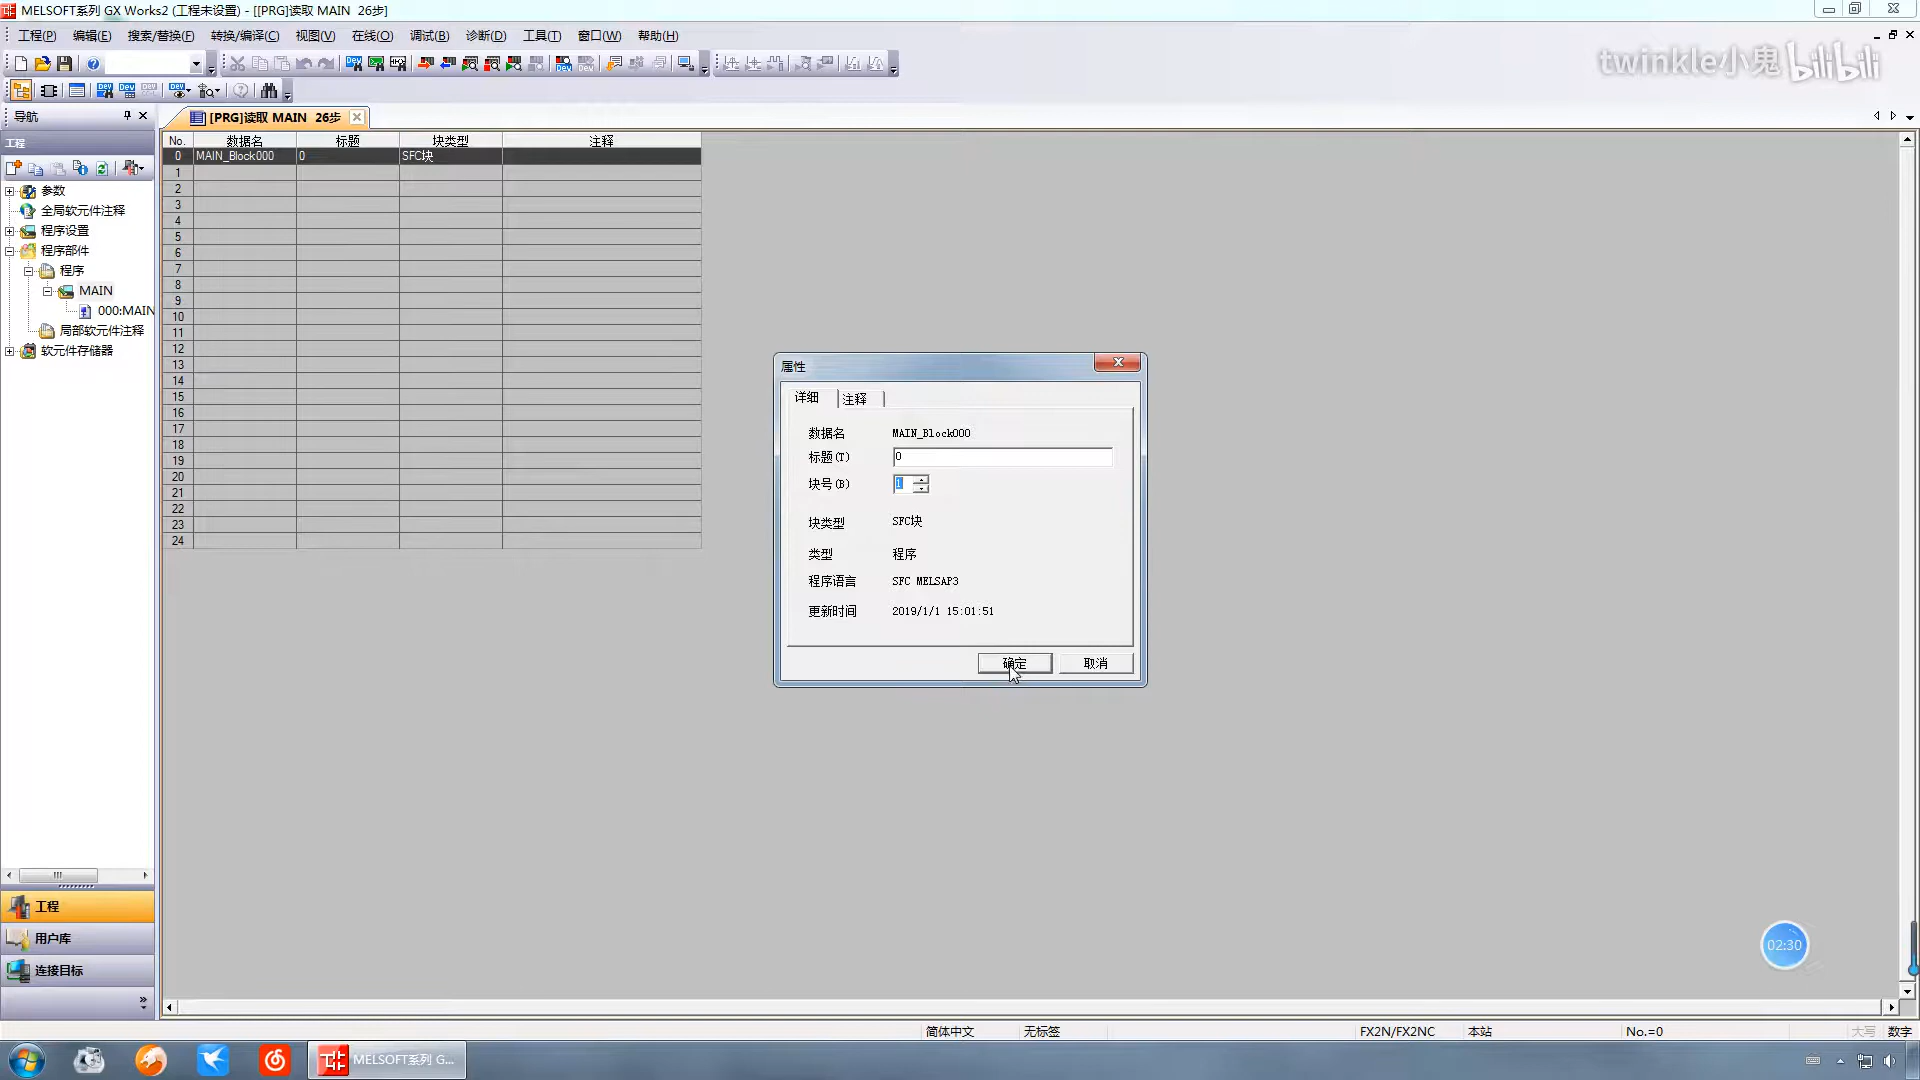 MELSOFT系列 GX Works2 (工程未设置) - [[PRG]读取 MAIN 26步]
工程(P) 编辑(E) 搜索/替换(F) 转换/编译(C) 视图(V) 在线(O) 调试(B) 诊断(D) 工具(T) 窗口(W) 帮助(H)
twinkle小鬼 bilibili
导航
[PRG]读取 MAIN 26步
工程
No. 数据名 标题 块类型 注释
0 MAIN_Block000 0 SFC块
1
2
3
4
5
6
7
8
9
10
11
12
13
14
15
16
17
18
19
20
21
22
23
24
参数
全局软元件注释
程序设置
程序部件
程序
MAIN
000:MAIN
局部软元件注释
软元件存储器
属性
详细 注释
数据名 MAIN_Block000
标题(T) 0
块号(B) 1
块类型 SFC块
类型 程序
程序语言 SFC MELSAP3
更新时间 2019/1/1 15:01:51
确定 取消
工程
用户库
连接目标
02:30
简体中文 无标签 FX2N/FX2NC 本站 No.=0 大写 数字
MELSOFT系列 G...